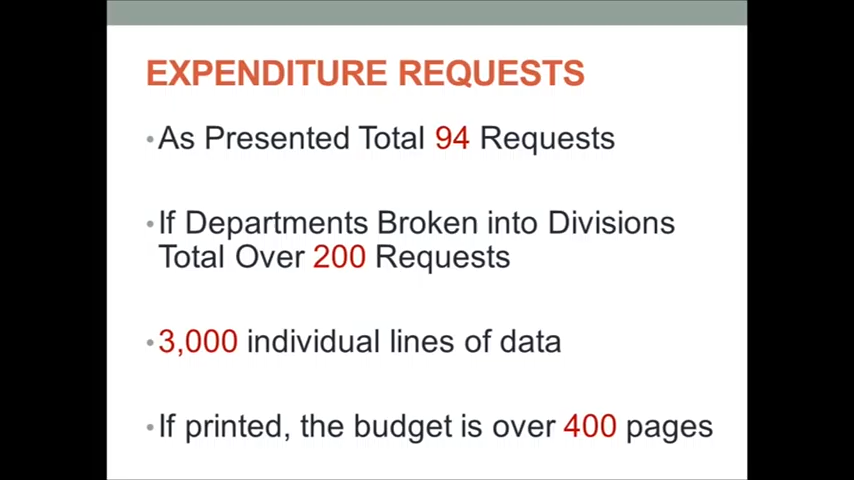 EXPENDITURE REQUESTS
•As Presented Total 94 Requests
•If Departments Broken into Divisions
Total Over 200 Requests
•3,000 individual lines of data
•If printed, the budget is over 400 pages